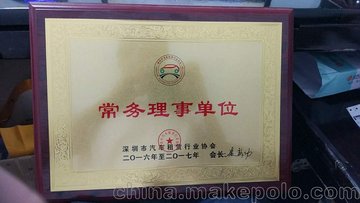 常务理事单位
深圳市汽车租赁行业协会
二〇一六年至二〇一七年 会长
www.makepolo.com